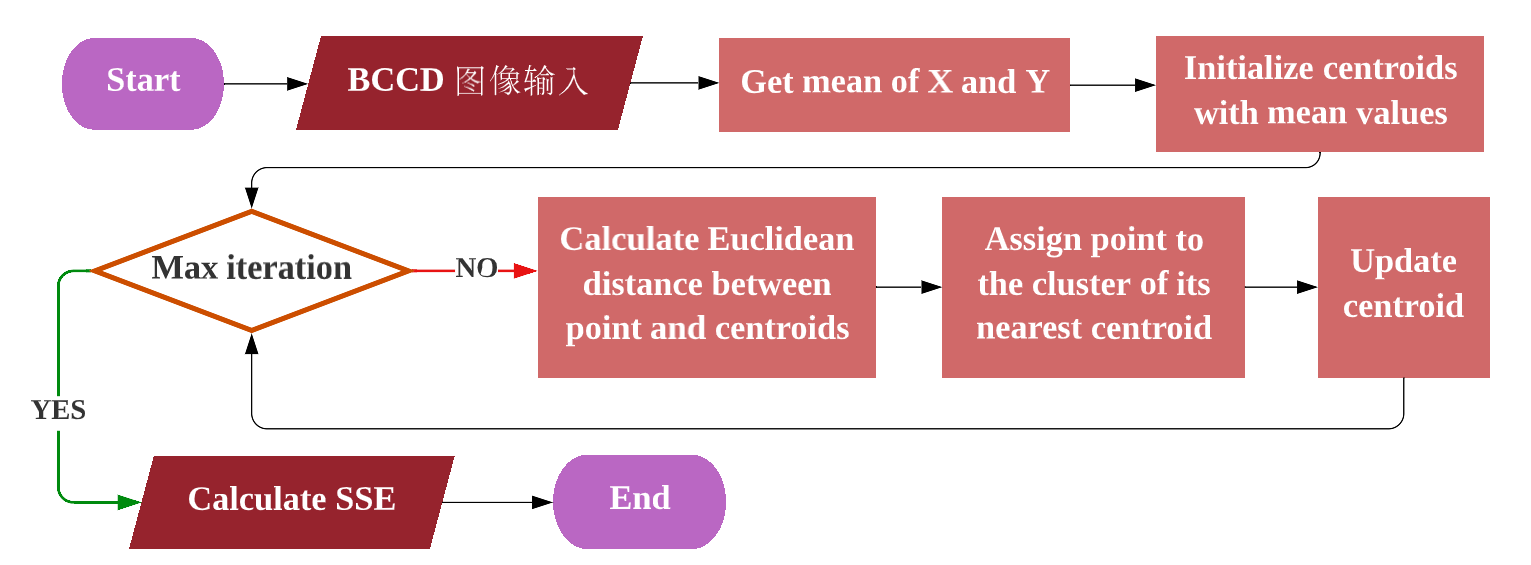 Start
BCCD 图像输入
Get mean of X and Y
Initialize centroids
with mean values
Max iteration
NO
Calculate Euclidean
distance between
point and centroids
Assign point to
the cluster of its
nearest centroid
Update
centroid
YES
Calculate SSE
End